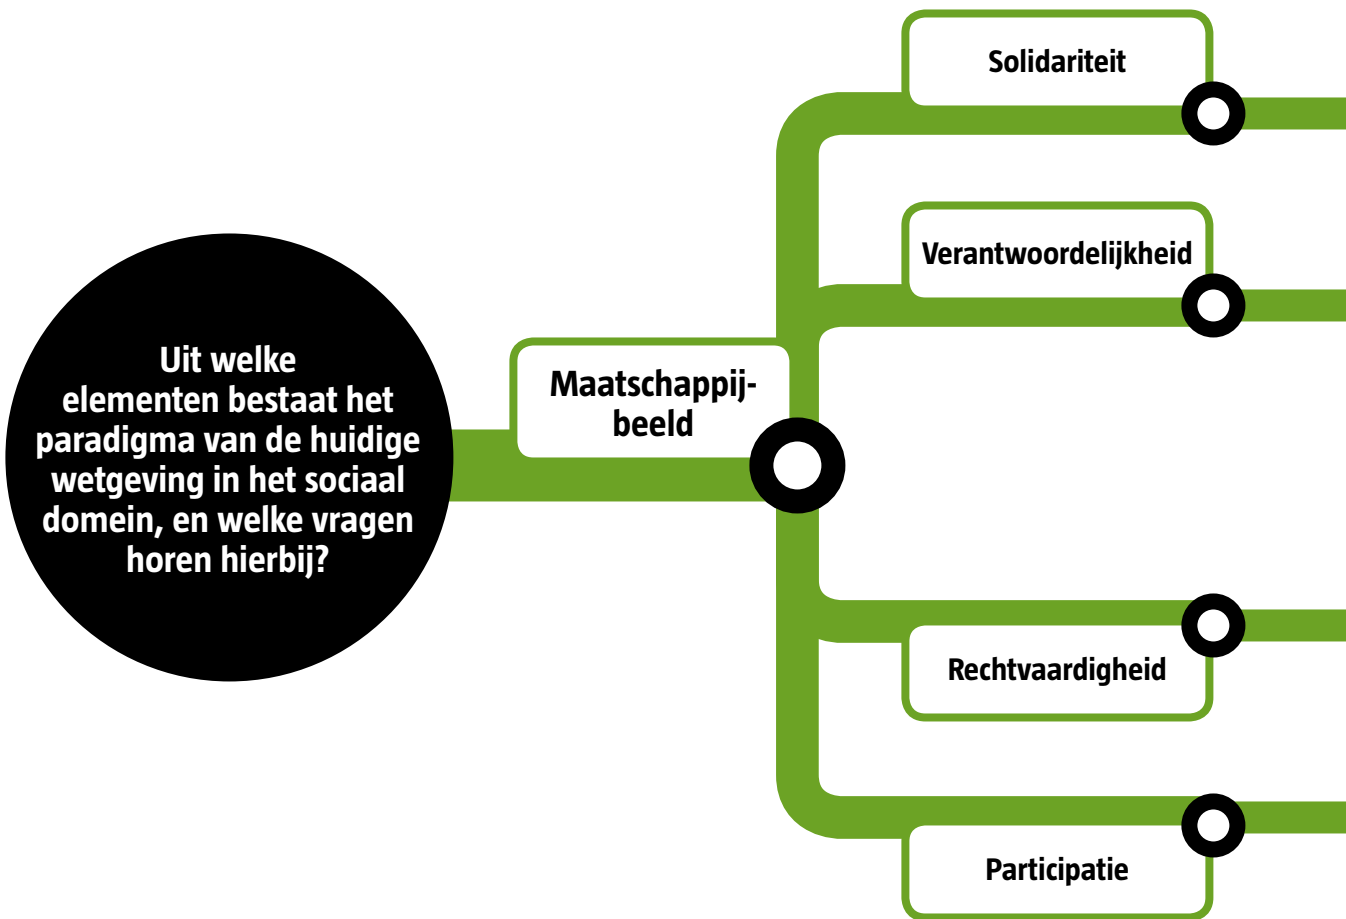 Uit welke
elementen bestaat het
paradigma van de huidige
wetgeving in het sociaal
domein, en welke vragen
horen hierbij?
Maatschappij-
beeld
Solidariteit
Verantwoordelijkheid
Rechtvaardigheid
Participatie